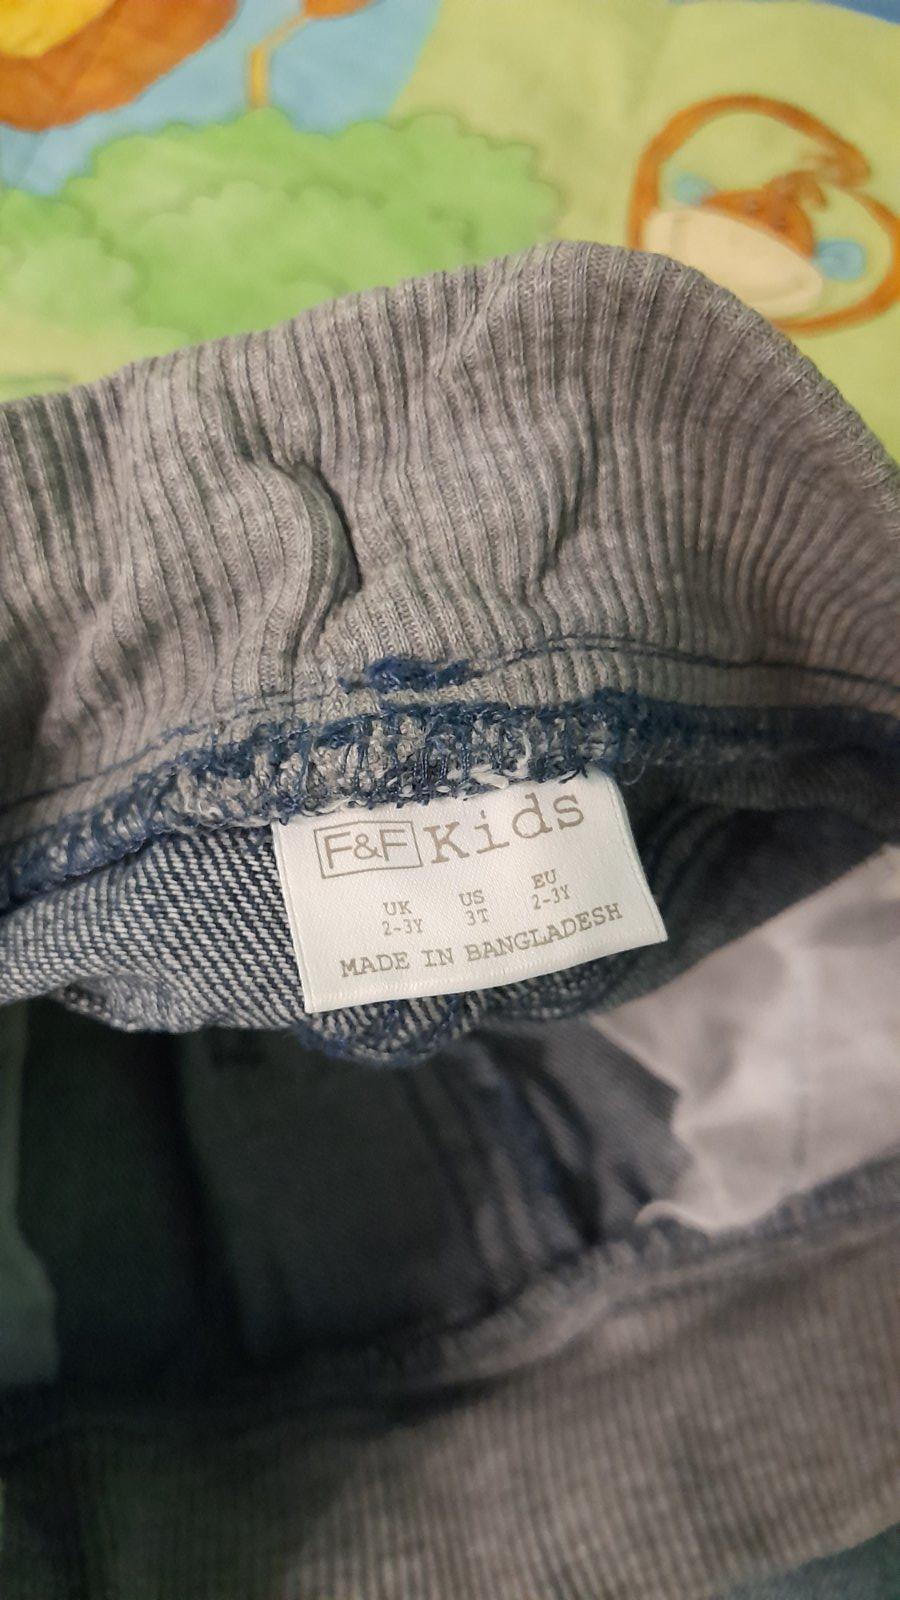 F&F Kids
UK US EU
2-3Y 3T 2-3Y
MADE IN BANGLADESH